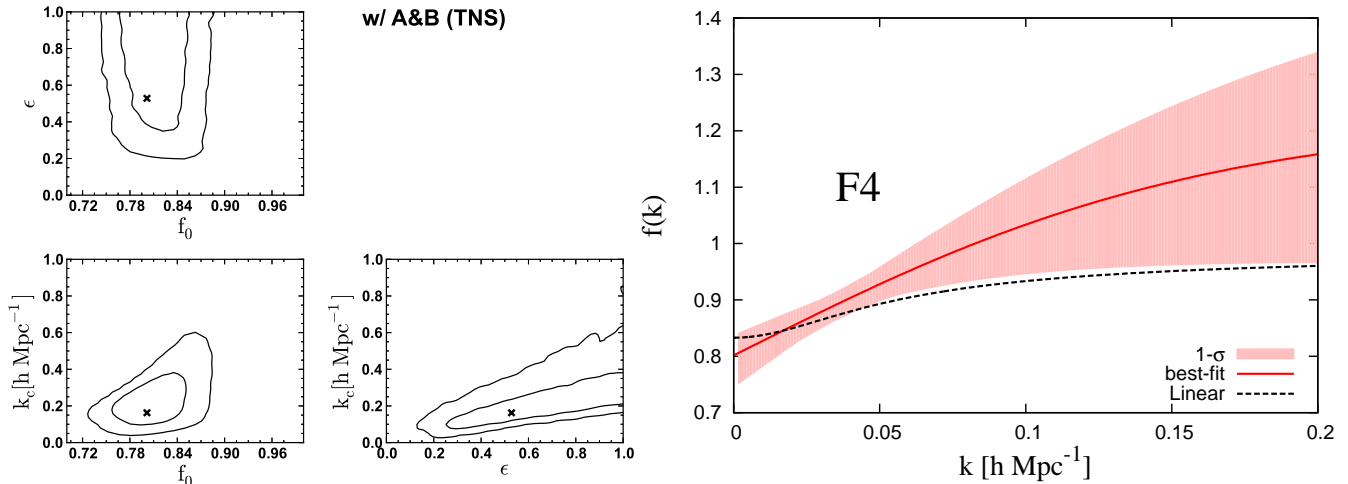 w/ A&B (TNS)
1.0
0.8
0.6
0.4
0.2
0.0
ϵ
0.72 0.78 0.84 0.90 0.96
f₀
1.0
0.8
0.6
0.4
0.2
0.0
k_c[h Mpc⁻¹]
0.72 0.78 0.84 0.90 0.96
f₀
1.0
0.8
0.6
0.4
0.2
0.0
k_c[h Mpc⁻¹]
0.0 0.2 0.4 0.6 0.8 1.0
ϵ
1.4
1.3
1.2
1.1
1
0.9
0.8
0.7
f(k)
F4
1-σ
best-fit
Linear
0 0.05 0.1 0.15 0.2
k [h Mpc⁻¹]